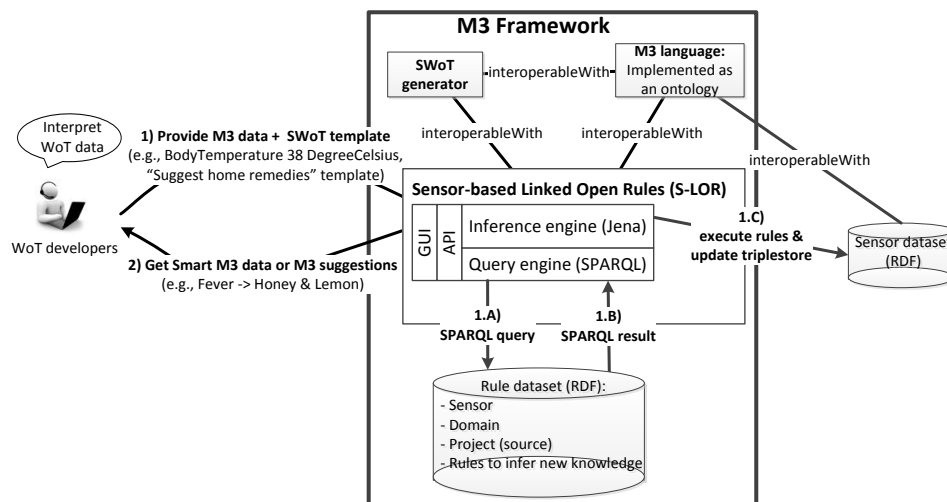 M3 Framework
SWoT
generator
interoperableWith
M3 language:
Implemented as
an ontology
Interpret
WoT data
WoT developers
1) Provide M3 data + SWoT template
(e.g., BodyTemperature 38 DegreeCelsius,
“Suggest home remedies” template)
interoperableWith
interoperableWith
interoperableWith
Sensor-based Linked Open Rules (S-LOR)
GUI
API
Inference engine (Jena)
Query engine (SPARQL)
1.C)
execute rules &
update triplestore
Sensor dataset
(RDF)
2) Get Smart M3 data or M3 suggestions
(e.g., Fever -> Honey & Lemon)
1.A)
SPARQL query
1.B)
SPARQL result
Rule dataset (RDF):
- Sensor
- Domain
- Project (source)
- Rules to infer new knowledge